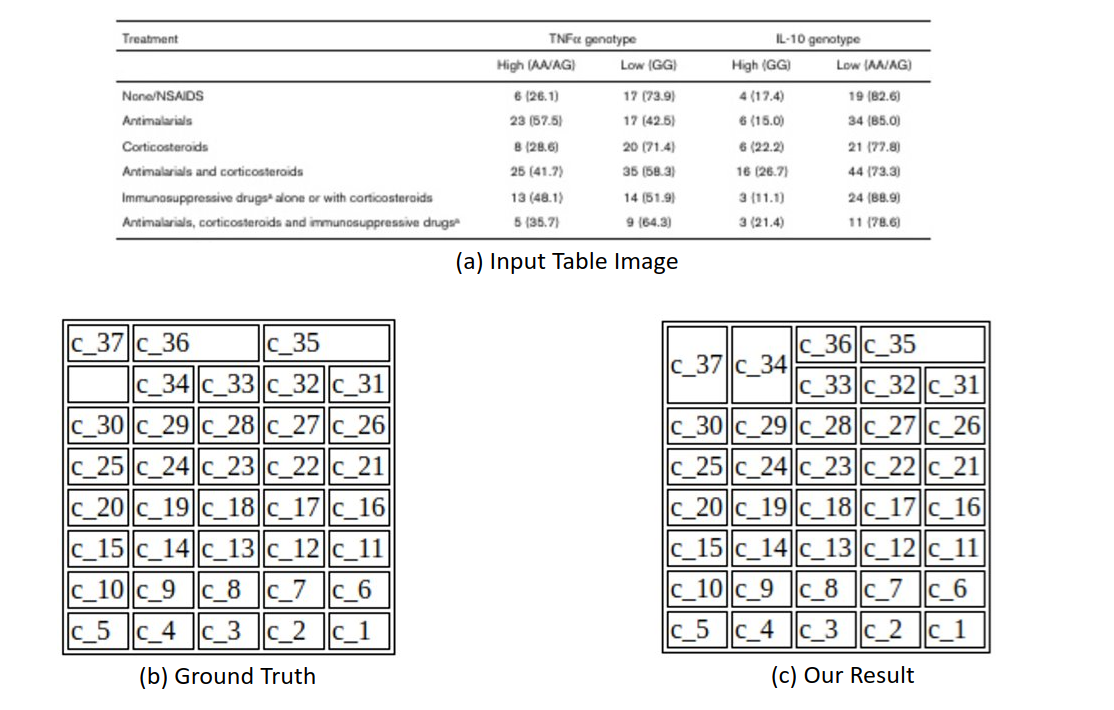 Treatment TNFα genotype IL-10 genotype
High (AA/AG) Low (GG) High (GG) Low (AA/AG)
None/NSAIDS 6 (26.1) 17 (73.9) 4 (17.4) 19 (82.6)
Antimalarials 23 (57.5) 17 (42.5) 6 (15.0) 34 (85.0)
Corticosteroids 8 (28.6) 20 (71.4) 6 (22.2) 21 (77.8)
Antimalarials and corticosteroids 25 (41.7) 35 (58.3) 16 (26.7) 44 (73.3)
Immunosuppressive drugsᵃ alone or with corticosteroids 13 (48.1) 14 (51.9) 3 (11.1) 24 (88.9)
Antimalarials, corticosteroids and immunosuppressive drugsᵃ 5 (35.7) 9 (64.3) 3 (21.4) 11 (78.6)
(a) Input Table Image
c_37 c_36 c_35
c_34 c_33 c_32 c_31
c_30 c_29 c_28 c_27 c_26
c_25 c_24 c_23 c_22 c_21
c_20 c_19 c_18 c_17 c_16
c_15 c_14 c_13 c_12 c_11
c_10 c_9 c_8 c_7 c_6
c_5 c_4 c_3 c_2 c_1
(b) Ground Truth
c_37 c_34 c_36 c_35
c_33 c_32 c_31
c_30 c_29 c_28 c_27 c_26
c_25 c_24 c_23 c_22 c_21
c_20 c_19 c_18 c_17 c_16
c_15 c_14 c_13 c_12 c_11
c_10 c_9 c_8 c_7 c_6
c_5 c_4 c_3 c_2 c_1
(c) Our Result